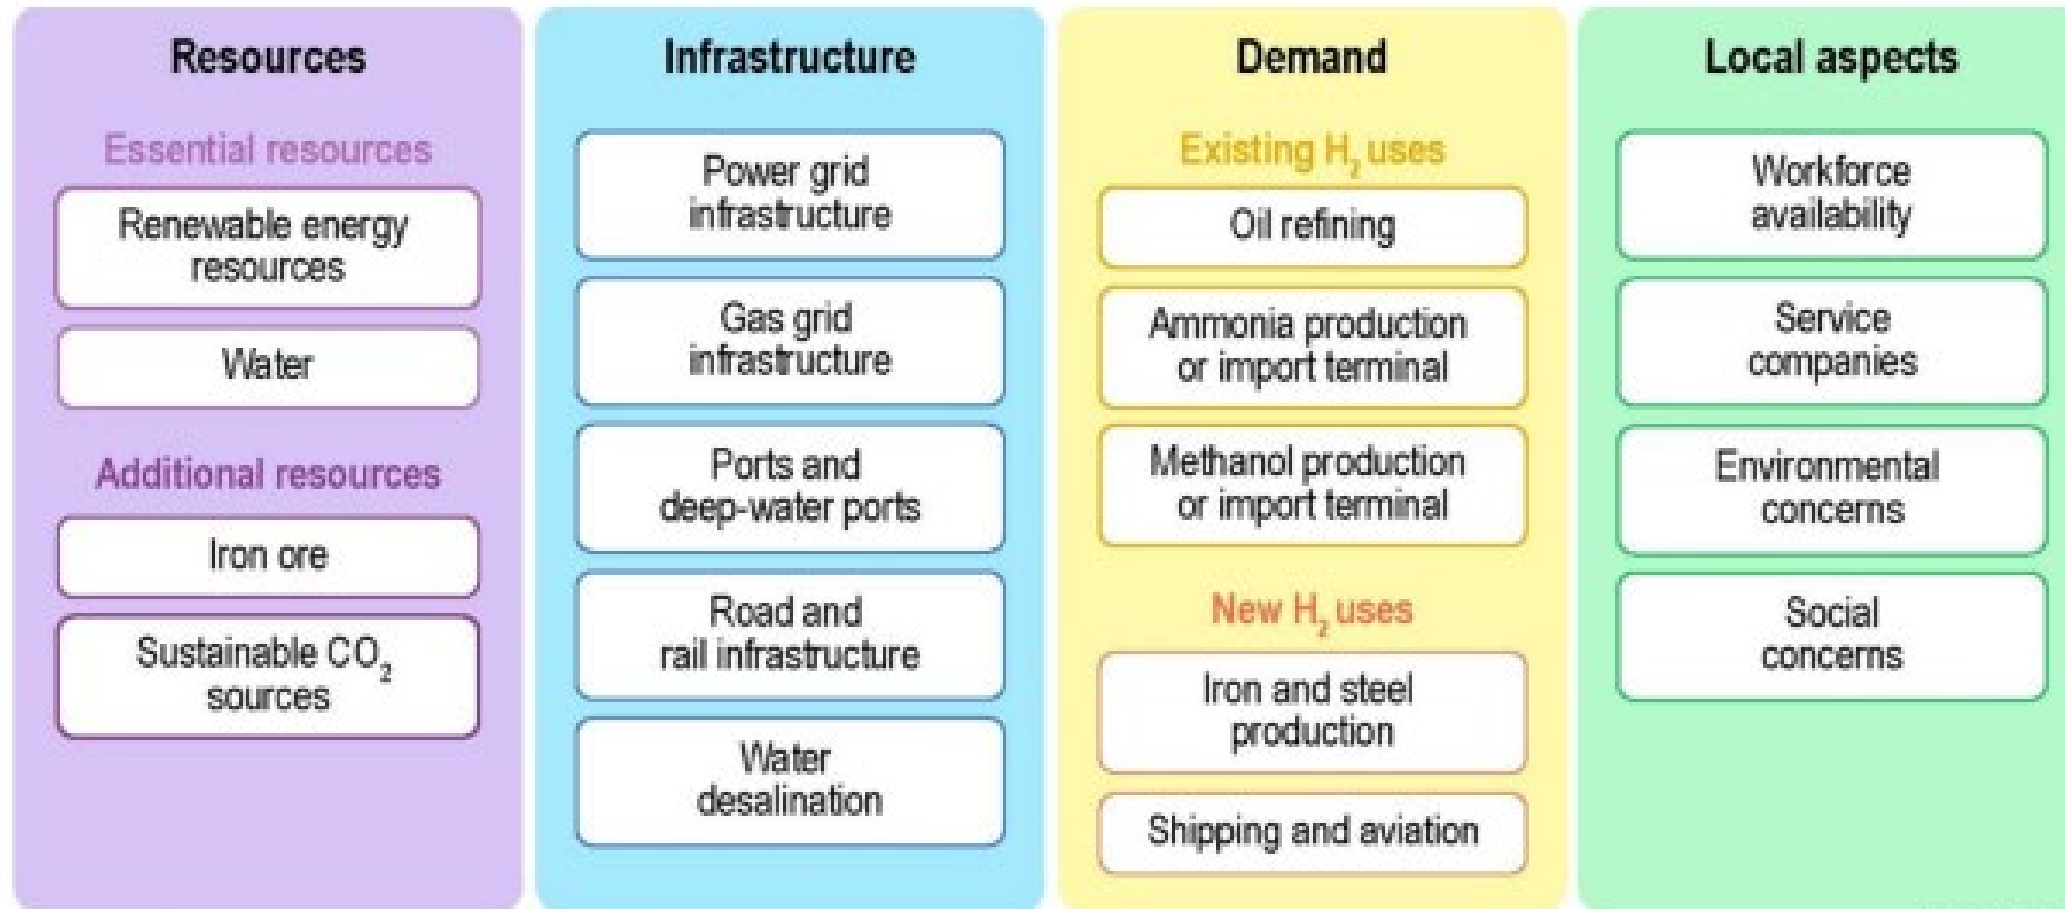 Resources
Essential resources
Renewable energy
resources
Water
Additional resources
Iron ore
Sustainable CO₂
sources
Infrastructure
Power grid
infrastructure
Gas grid
infrastructure
Ports and
deep-water ports
Road and
rail infrastructure
Water
desalination
Demand
Existing H₂ uses
Oil refining
Ammonia production
or import terminal
Methanol production
or import terminal
New H₂ uses
Iron and steel
production
Shipping and aviation
Local aspects
Workforce
availability
Service
companies
Environmental
concerns
Social
concerns